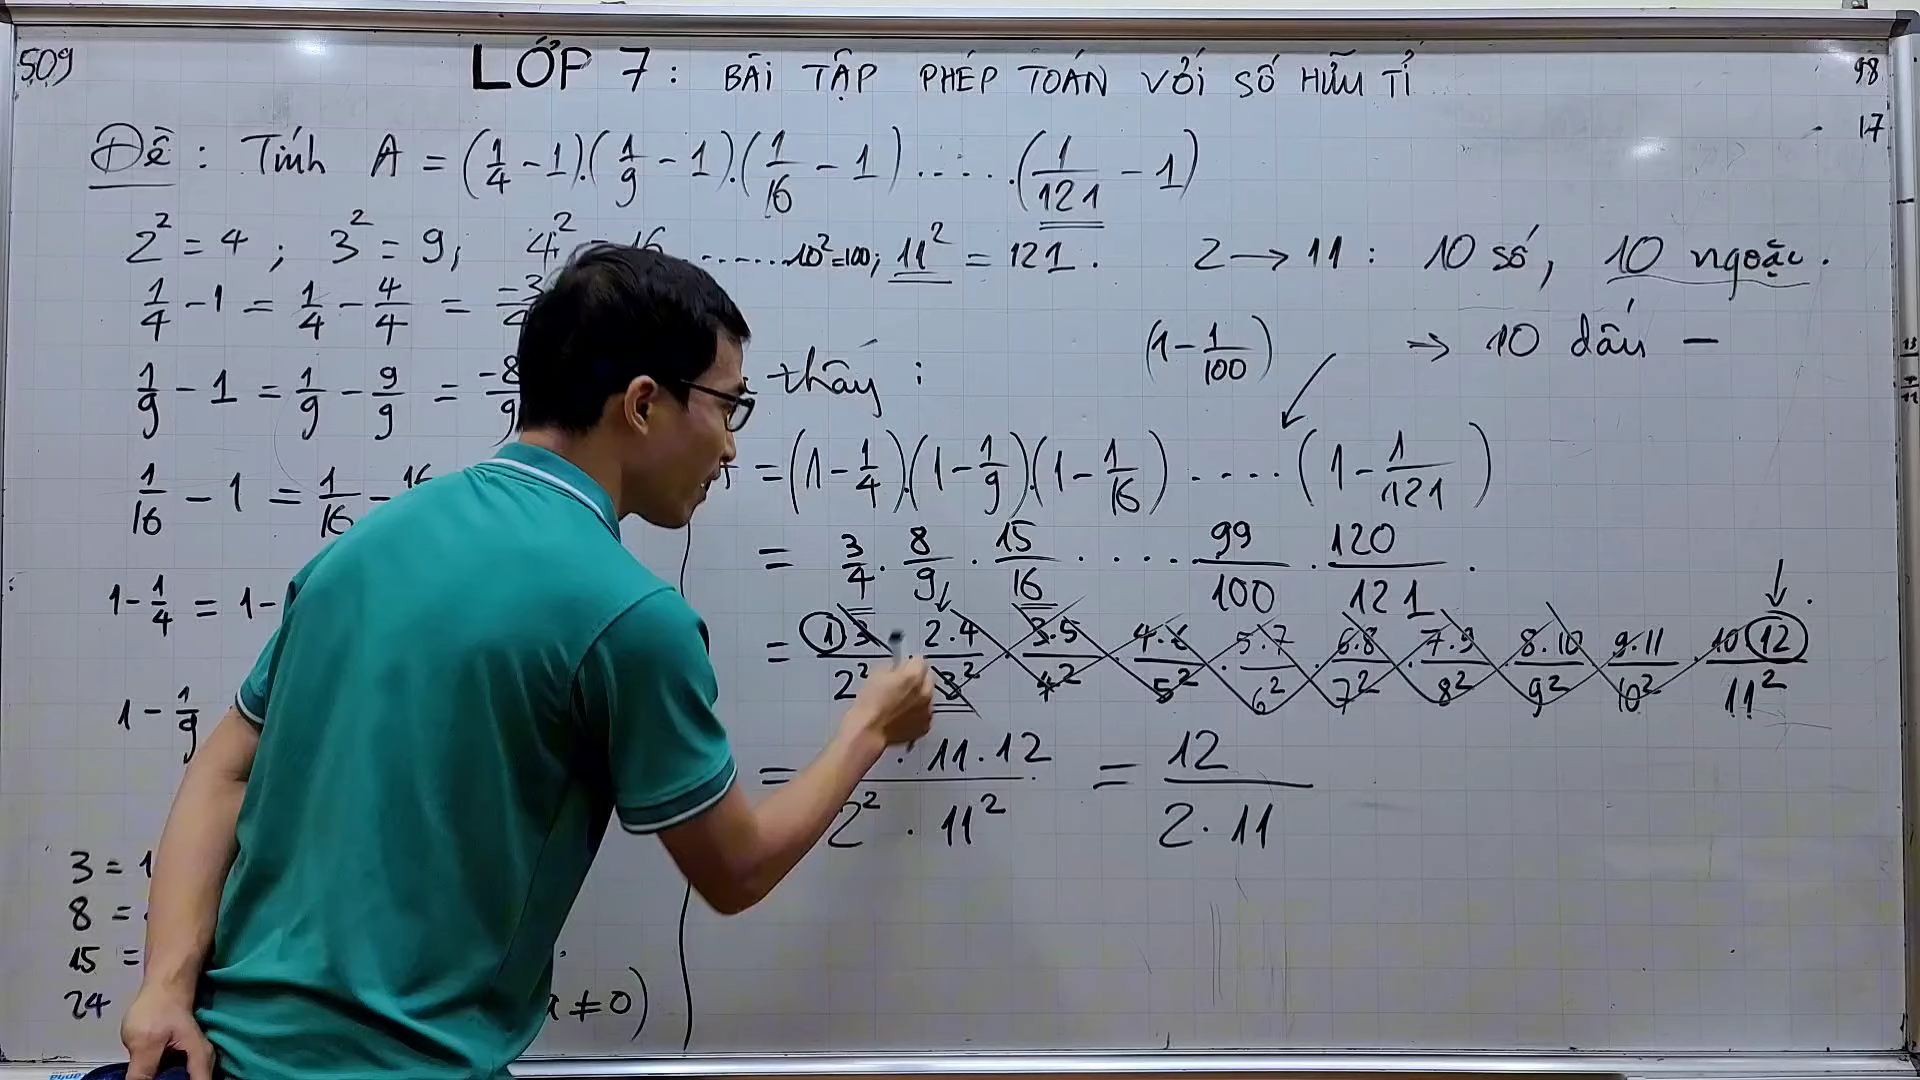 509
LỚP 7 : BÀI TẬP PHÉP TOÁN VỚI SỐ HỮU TỈ
98
17
Đề : Tính A = (1/4 - 1).(1/9 - 1).(1/16 - 1) ..... .(1/121 - 1)
2² = 4 ; 3² = 9; 4² = 16 ...... 10²=100; 11² = 121 . 2 → 11 : 10 số, 10 ngoặc .
1/4 - 1 = 1/4 - 4/4 = -3/4
(1 - 1/100) ⇒ 10 dấu −
1/9 - 1 = 1/9 - 9/9 = -8/9
thấy :
1/16 - 1 = 1/16 - 16
= (1 - 1/4).(1 - 1/9).(1 - 1/16) ..... (1 - 1/121)
= 3/4 . 8/9 . 15/16 ..... 99/100 . 120/121 .
1 - 1/4 = 1 -
= 1.3/2² . 2.4/3² . 3.5/4² . 4.6/5² . 5.7/6² . 6.8/7² . 7.9/8² . 8.10/9² . 9.11/10² . 10.12/11²
1 - 1/9
= . 11.12 / 2² . 11² = 12 / 2 . 11
3 = 1
8 =
15 =
24 ≠ 0)